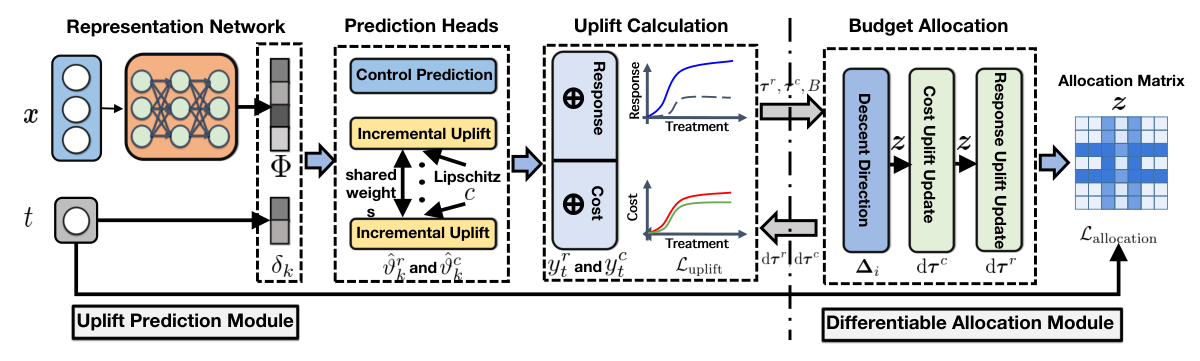 Representation Network
Prediction Heads
Uplift Calculation
Budget Allocation
x
t
Φ
δ_k
Control Prediction
Incremental Uplift
shared
weight
s
Lipschitz
c
Incremental Uplift
ϑ̂_k^r and ϑ̂_k^c
Response
Cost
y_t^r and y_t^c
Response
Treatment
Cost
Treatment
ℒ_uplift
τ^r, τ^c, B
dτ^r dτ^c
Descent Direction
z
Cost Uplift Update
z
Response Uplift Update
Δ_i
dτ^c
dτ^r
Allocation Matrix
z
ℒ_allocation
Uplift Prediction Module
Differentiable Allocation Module